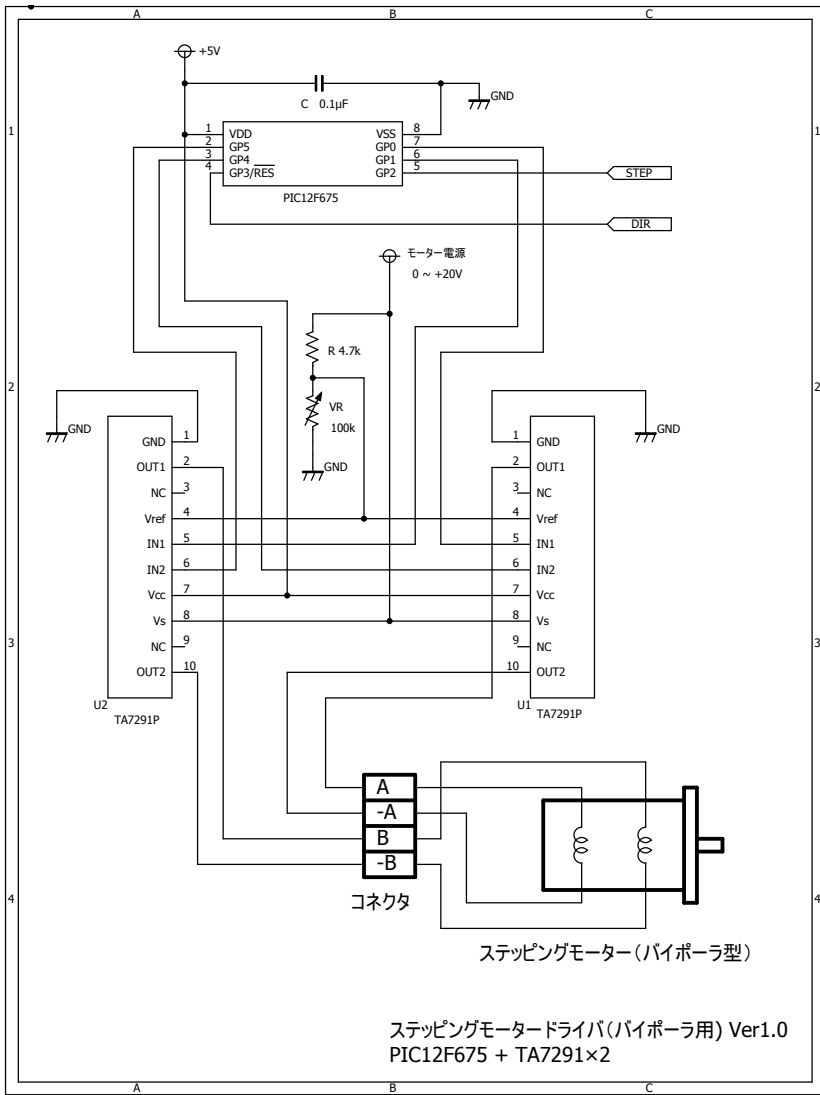 A B C
+5V
C 0.1µF
GND
1 1
1 VDD VSS 8
2 GP5 GP0 7
3 GP4 GP1 6
4 GP3/RES GP2 5
PIC12F675
STEP
DIR
モーター電源
0 ~ +20V
R 4.7k
2 2
VR
100k
GND
GND
GND
GND 1
OUT1 2
NC 3
Vref 4
IN1 5
IN2 6
Vcc 7
Vs 8
NC 9
OUT2 10
U2
TA7291P
1 GND
2 OUT1
3 NC
4 Vref
5 IN1
6 IN2
7 Vcc
8 Vs
9 NC
10 OUT2
U1
TA7291P
3 3
A
-A
B
-B
コネクタ
4 4
ステッピングモーター(バイポーラ型)
ステッピングモータードライバ(バイポーラ用) Ver1.0
PIC12F675 + TA7291×2
A B C